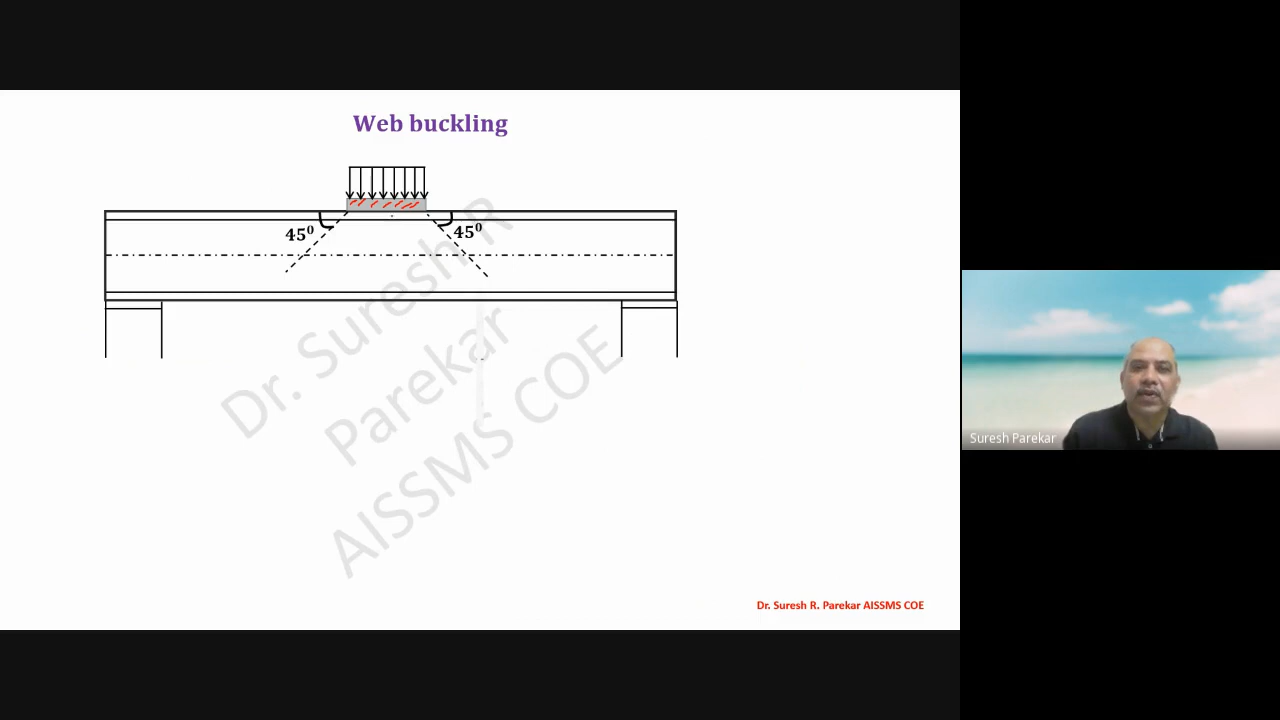 Web buckling
45⁰
45⁰
Dr. Suresh R
Parekar
AISSMS COE
Dr. Suresh R. Parekar AISSMS COE
Suresh Parekar